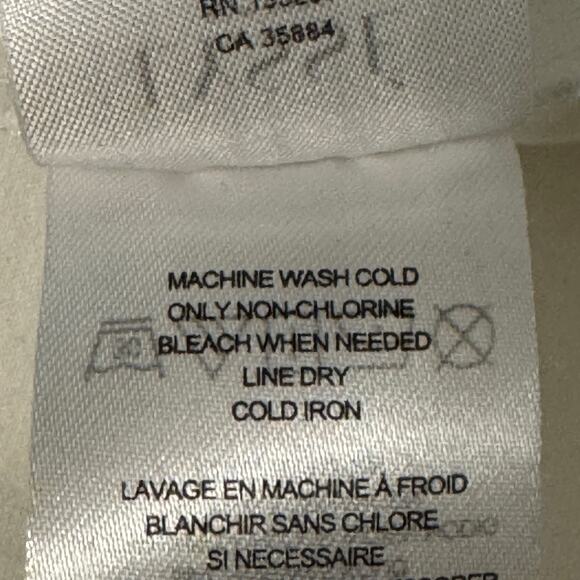 CA 35884
MACHINE WASH COLD
ONLY NON-CHLORINE
BLEACH WHEN NEEDED
LINE DRY
COLD IRON
LAVAGE EN MACHINE À FROID
BLANCHIR SANS CHLORE
SI NECESSAIRE